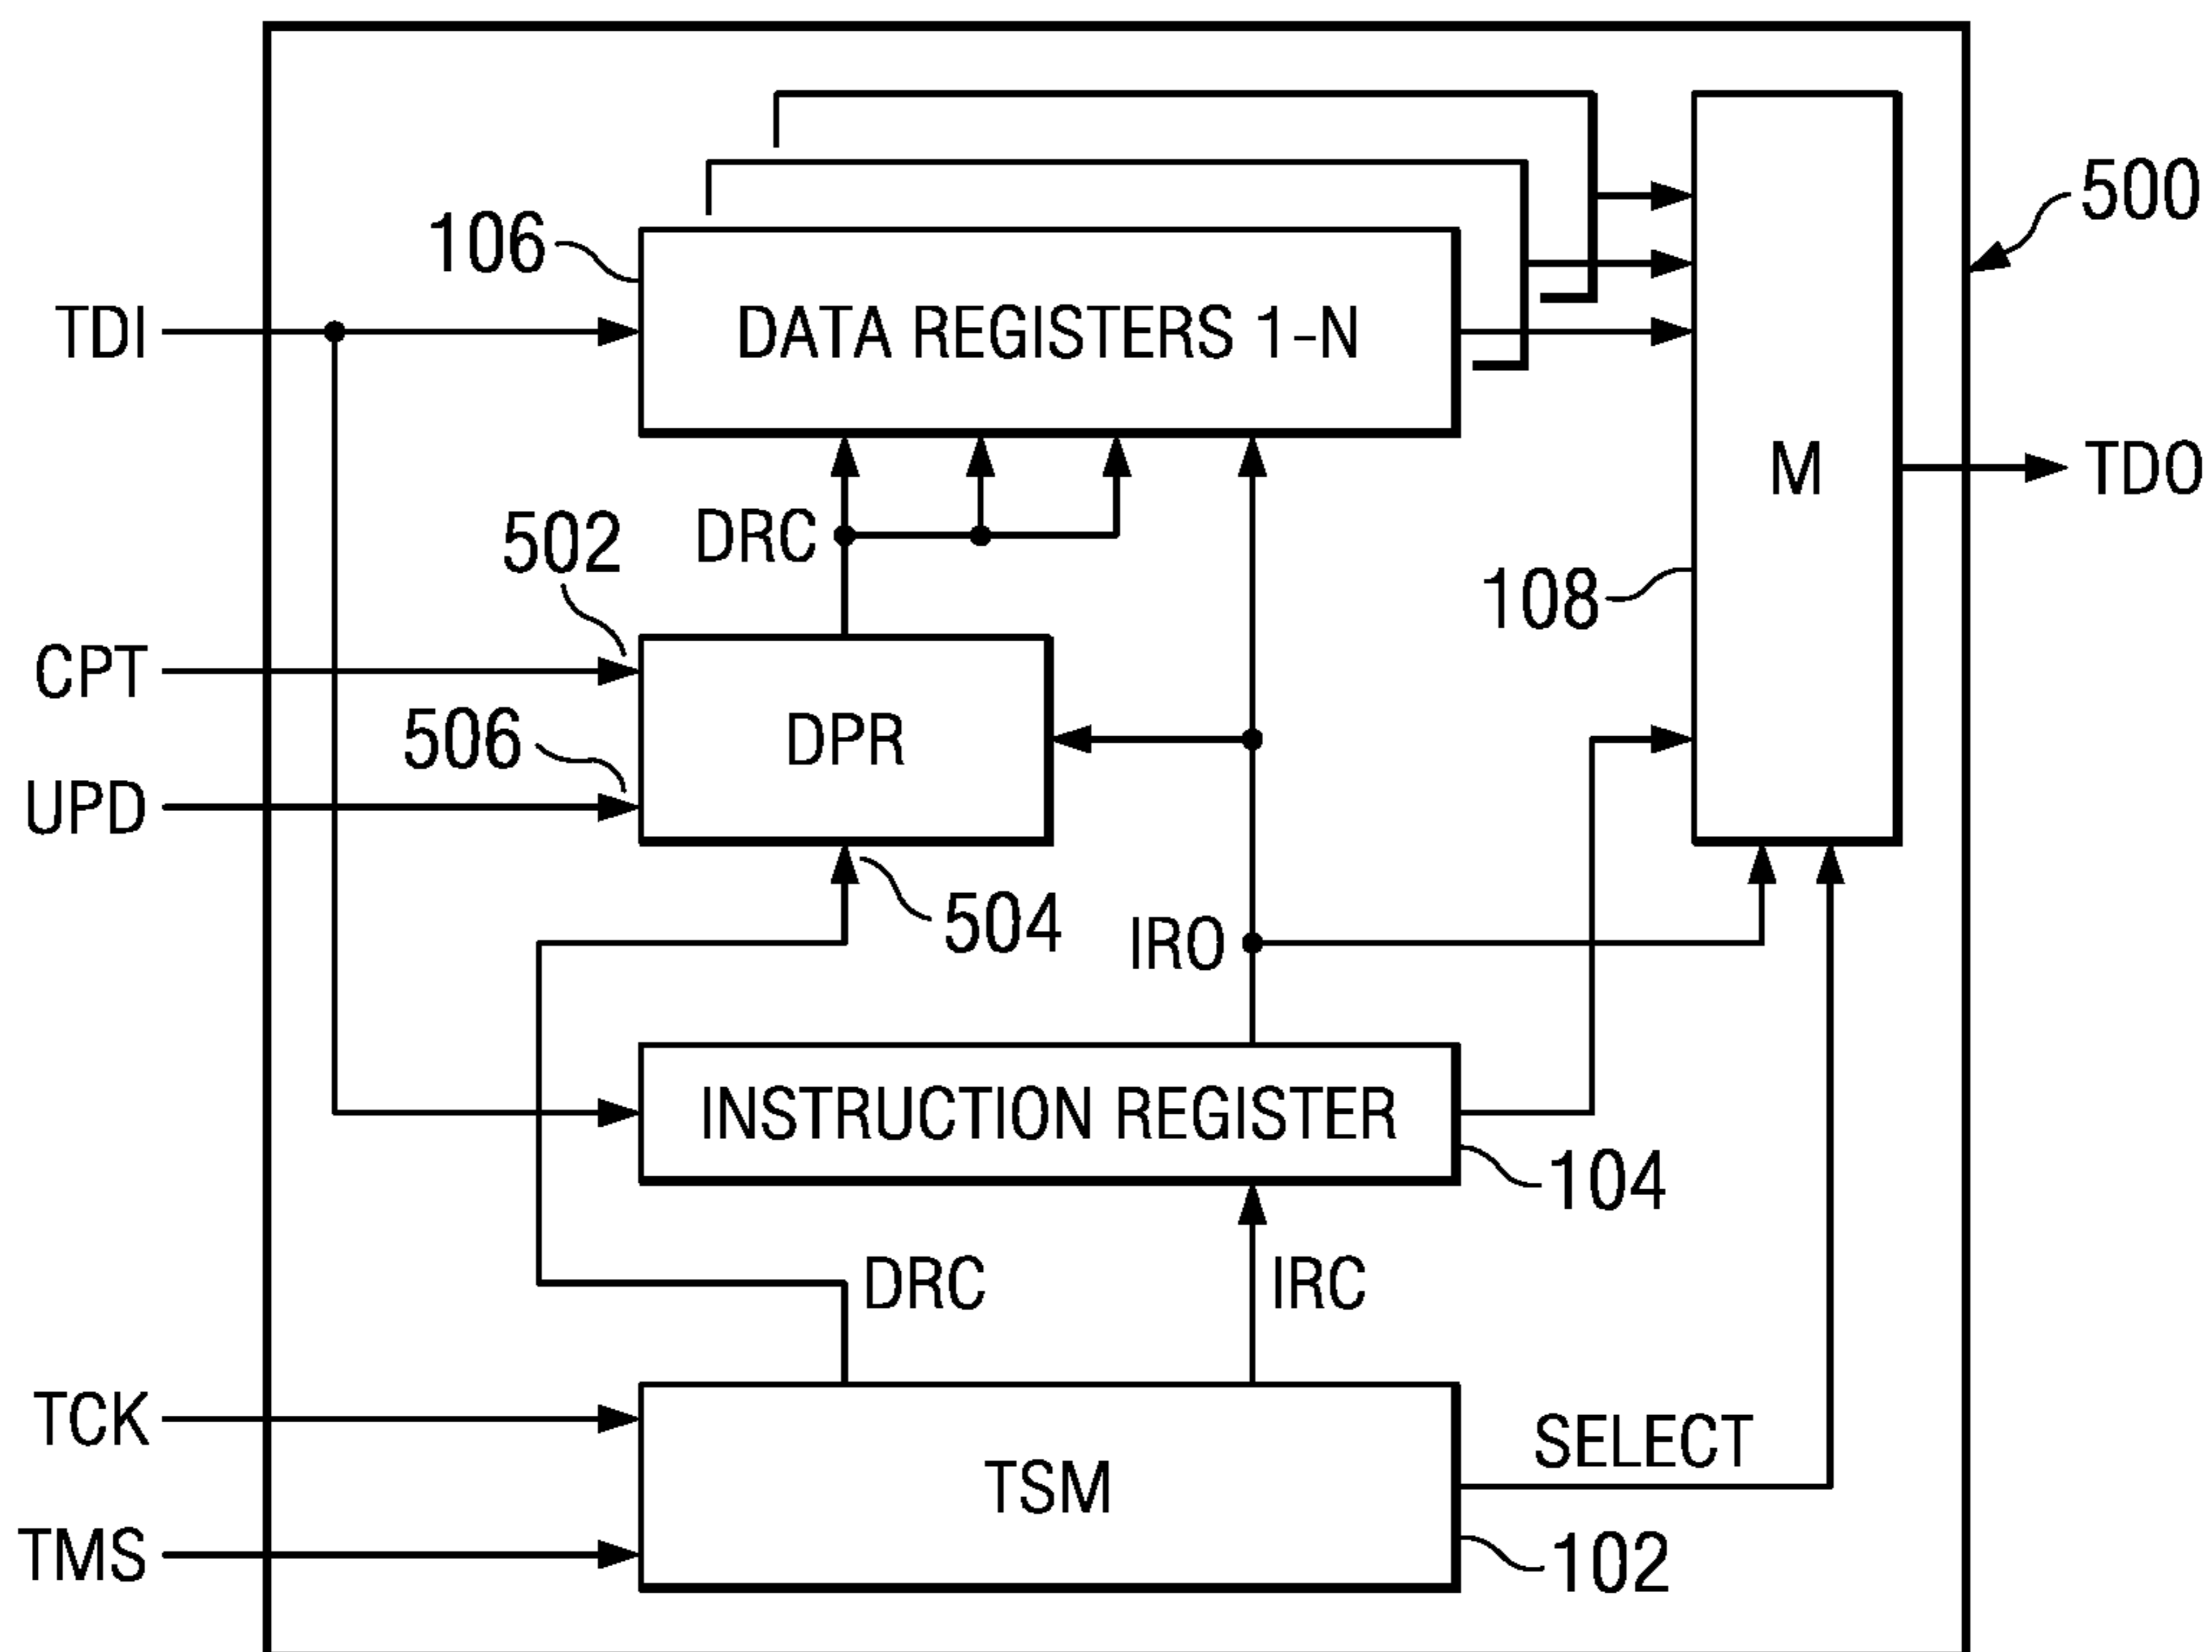 500
106
TDI
DATA REGISTERS 1-N
M
TDO
DRC
502
108
CPT
506
DPR
UPD
504
IRO
INSTRUCTION REGISTER
104
DRC
IRC
TCK
SELECT
TSM
TMS
102